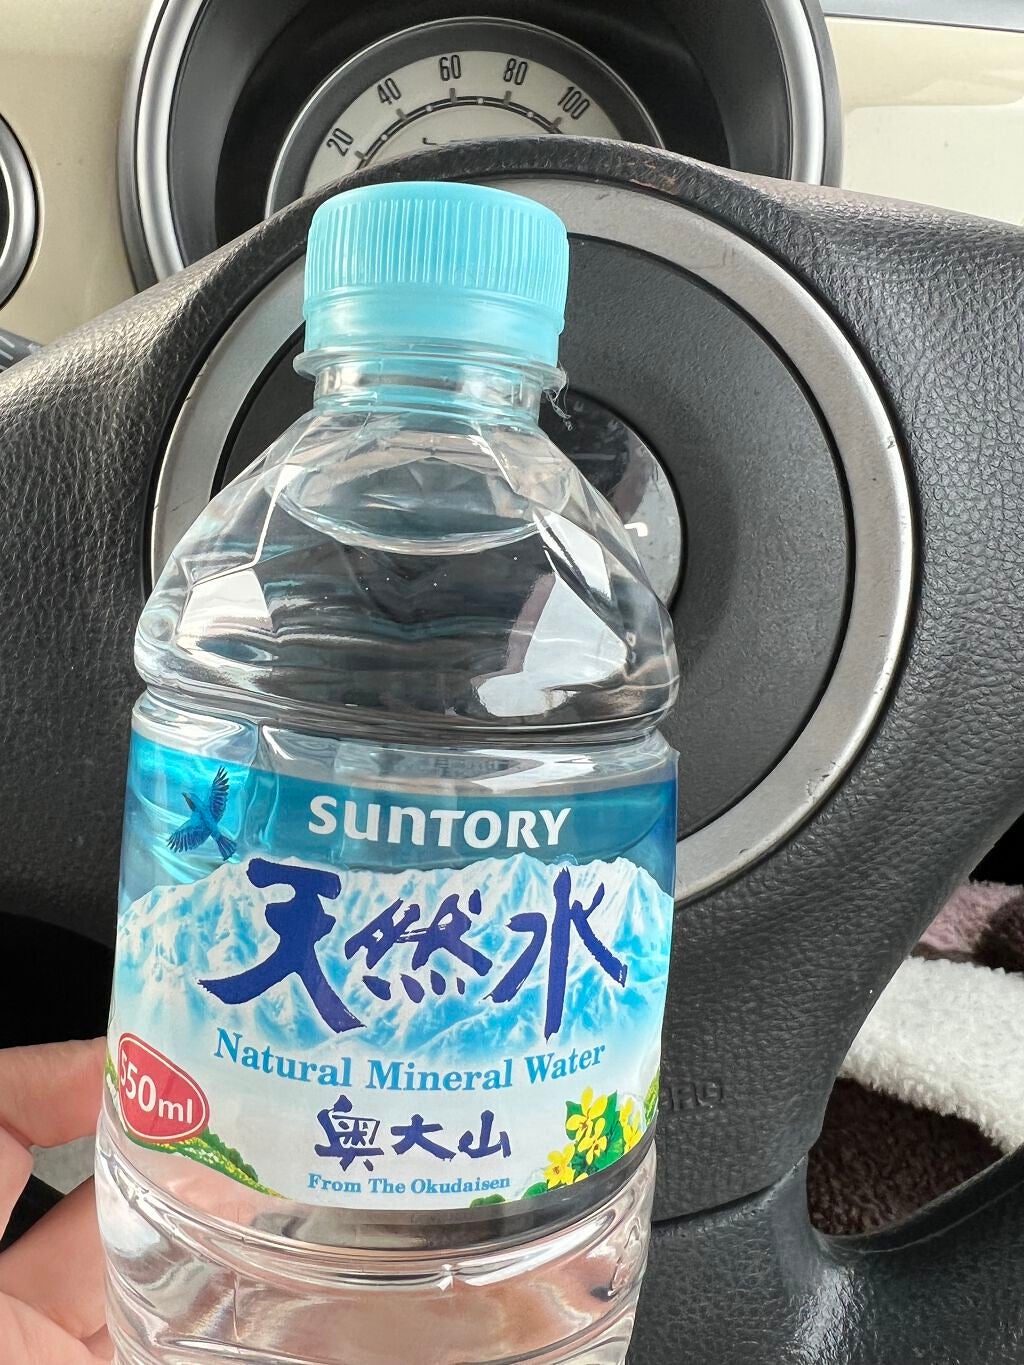 20 40 60 80 100
SUNTORY
天然水
Natural Mineral Water
550ml
奥大山
From The Okudaisen